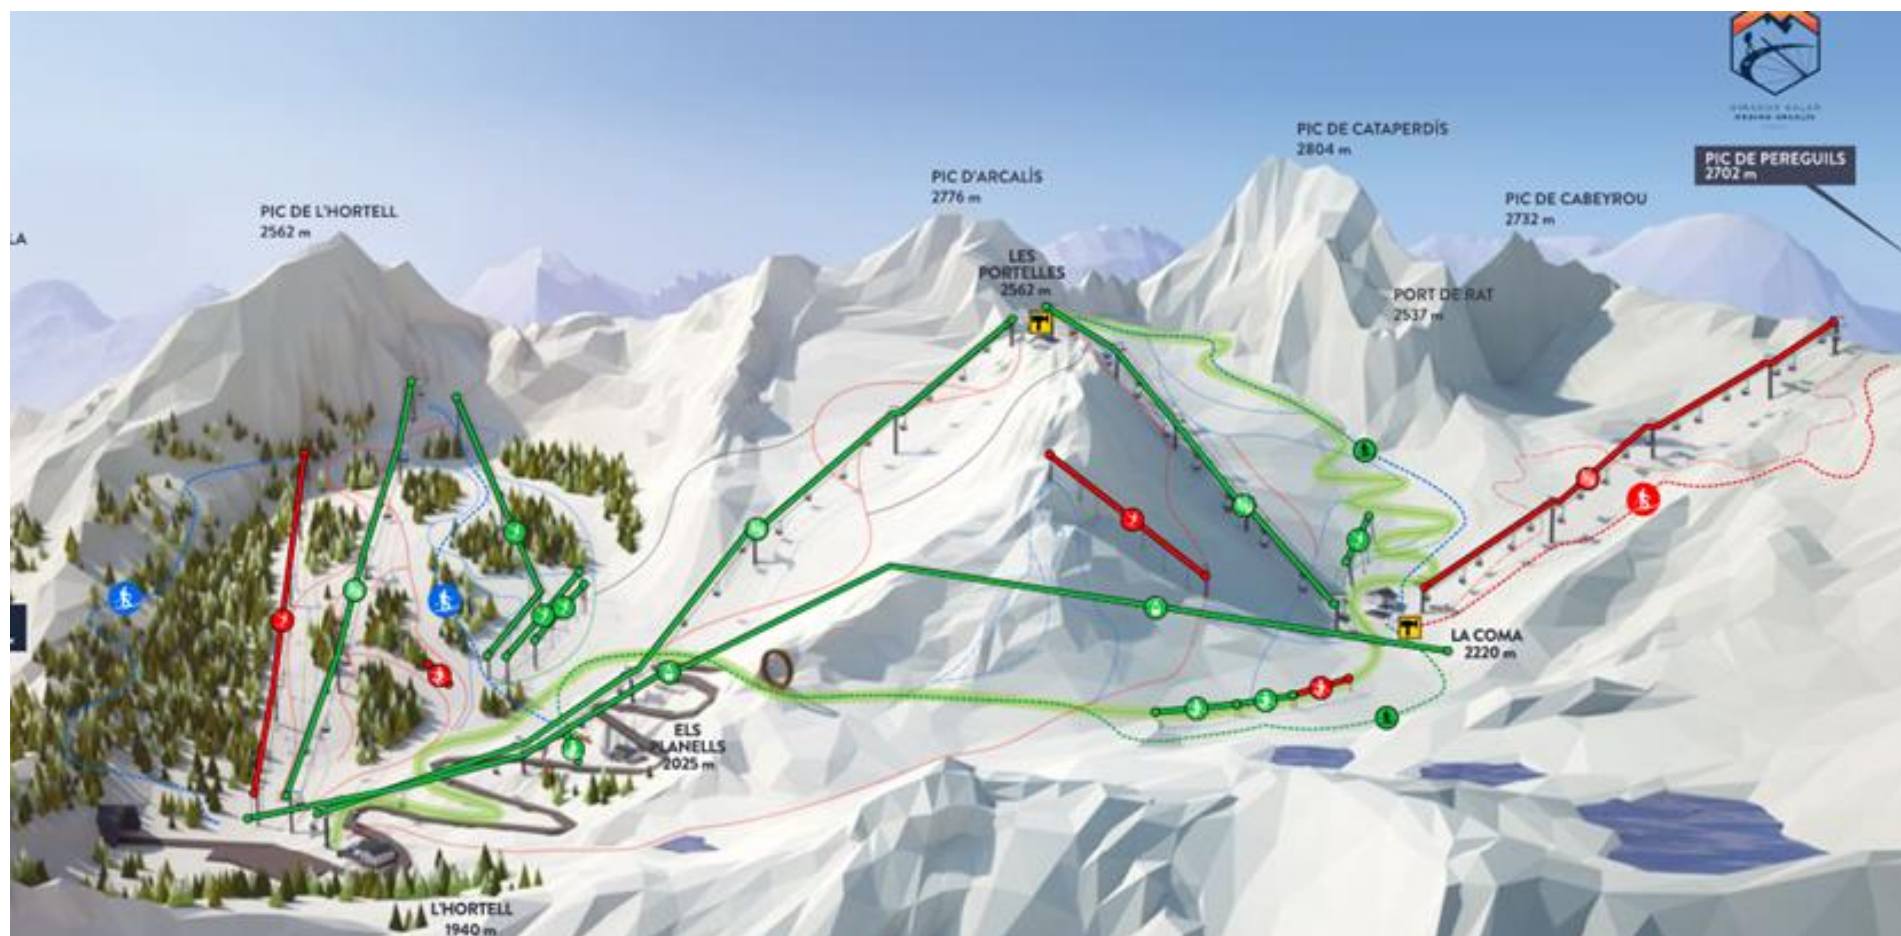 LA
PIC DE L'HORTELL
2562 m
PIC D'ARCALÍS
2776 m
LES
PORTELLES
2562 m
PIC DE CATAPERDÍS
2804 m
PORT DE RAT
2537 m
PIC DE CABEYROU
2732 m
PIC DE PEREGUILS
2702 m
LA COMA
2220 m
ELS
PLANELLS
2025 m
L'HORTELL
1940 m